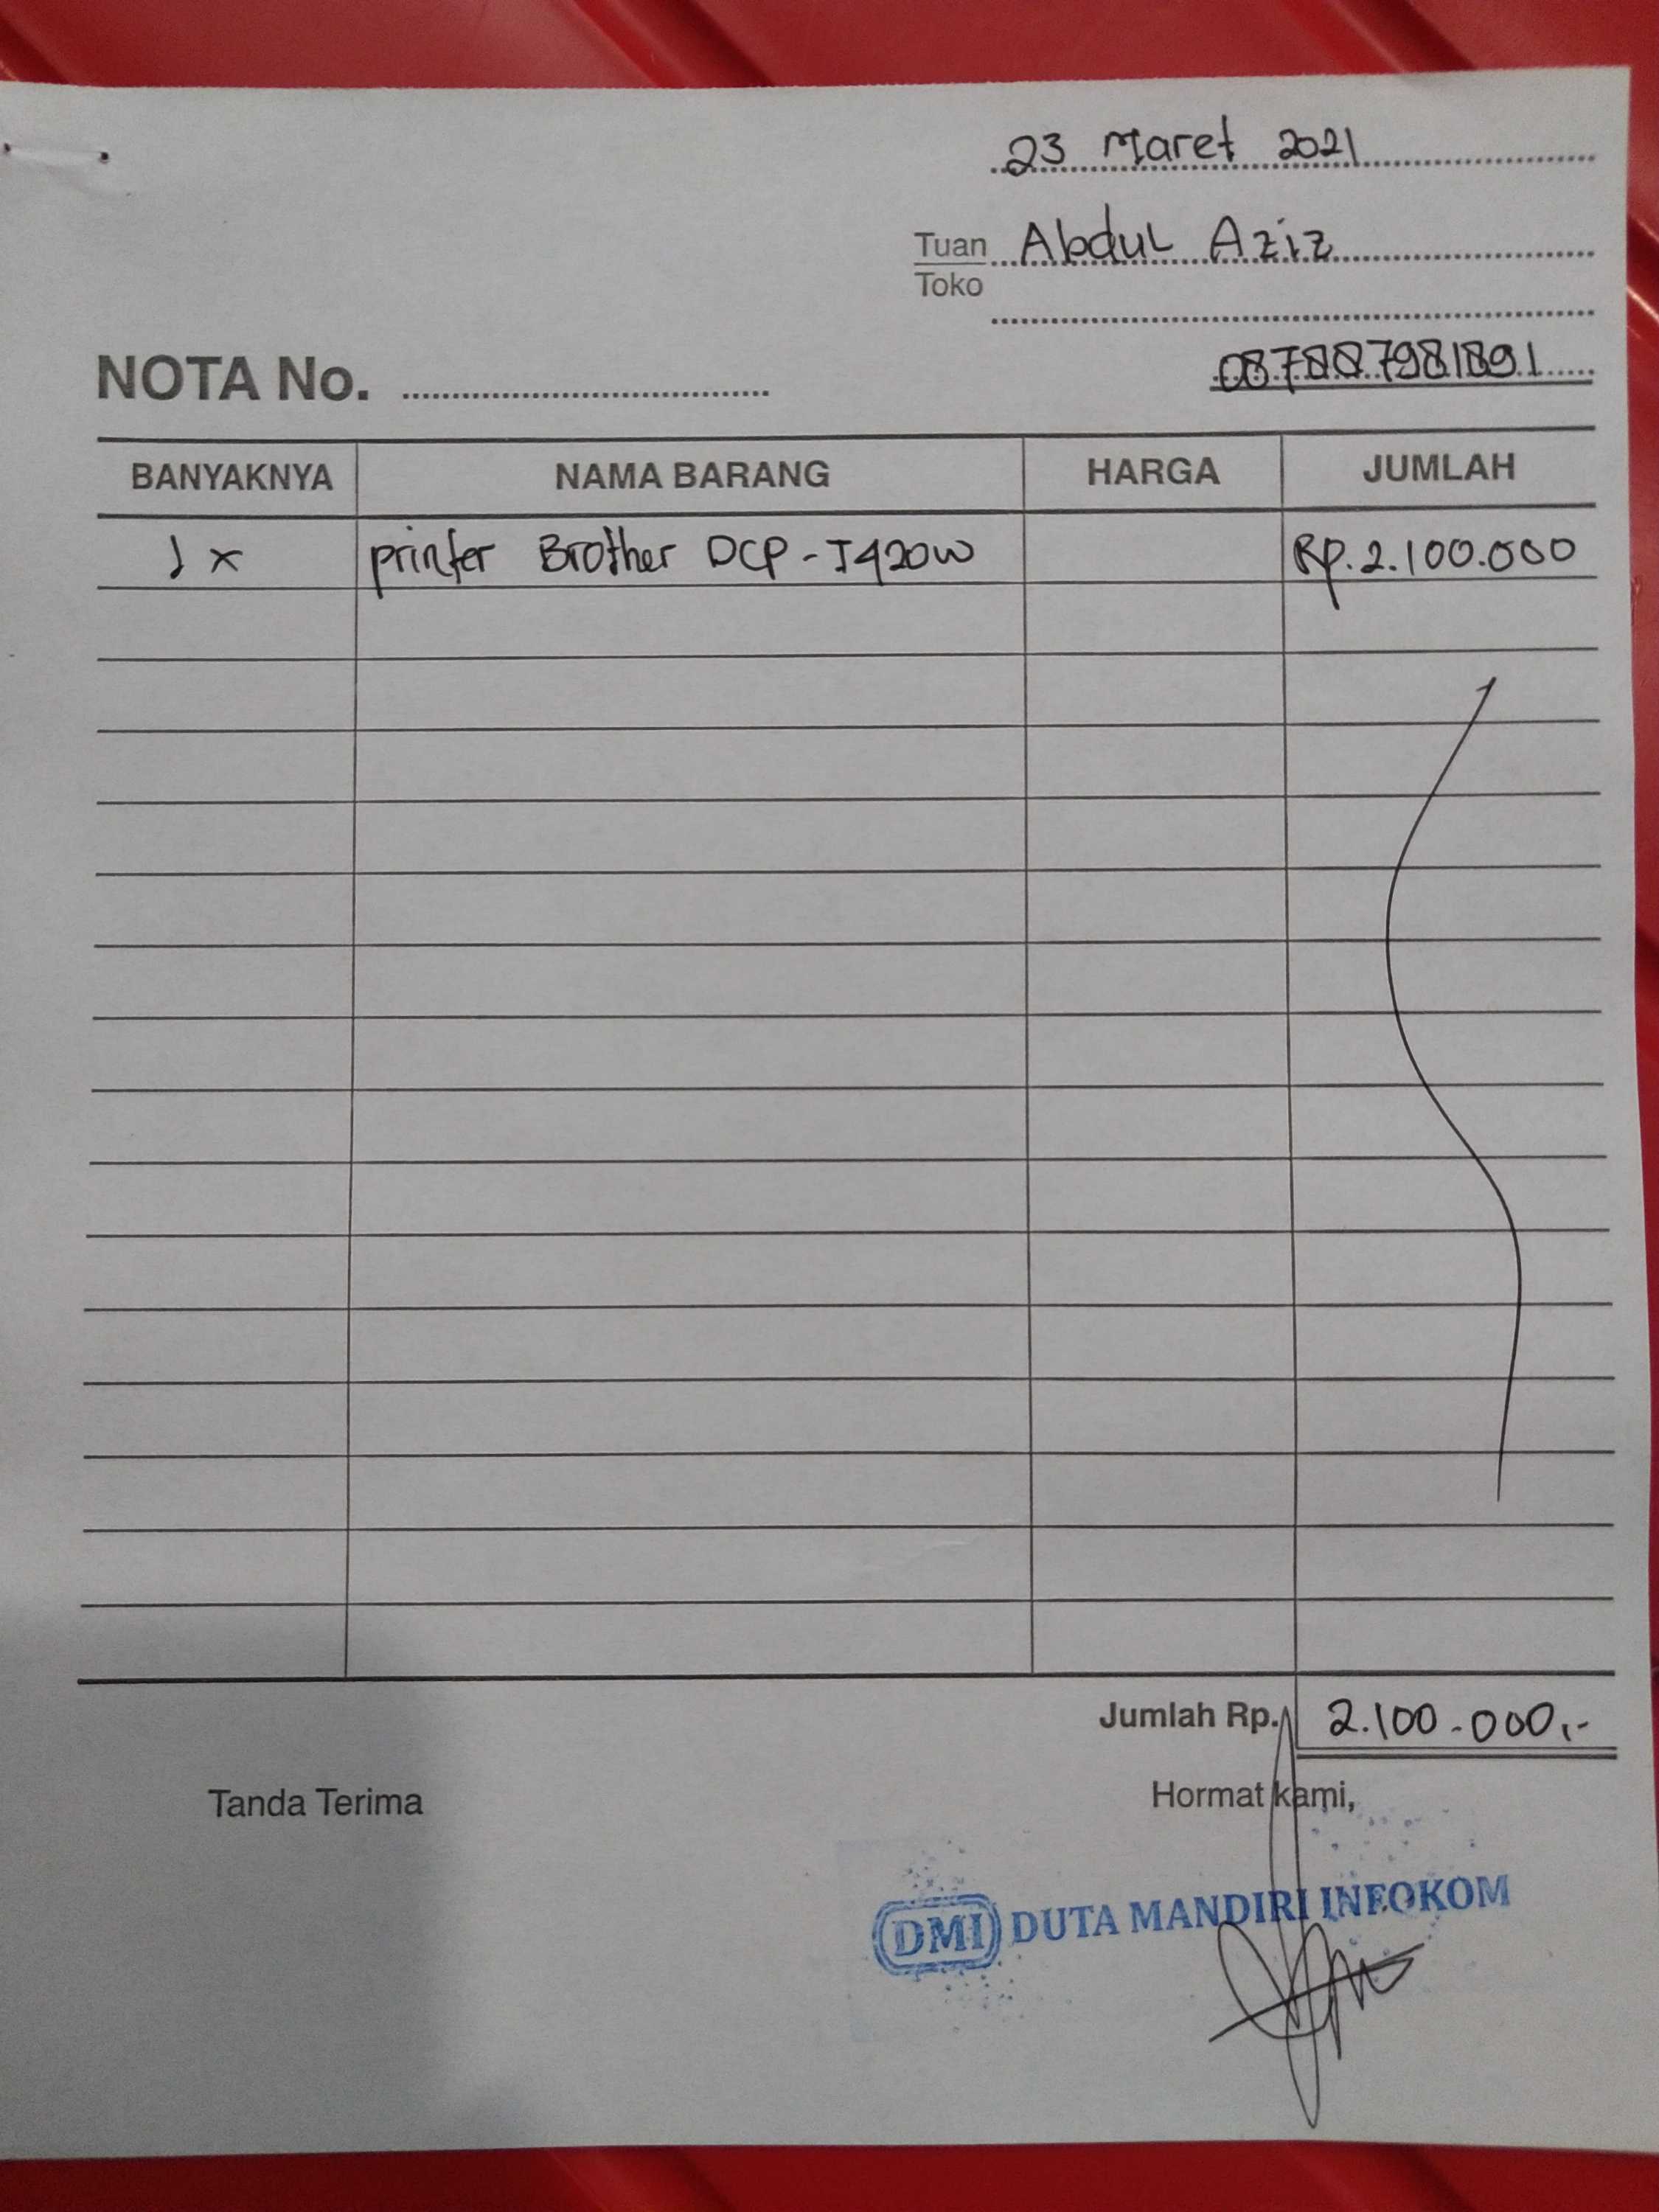 23 Maret 2021
Tuan Abdul Aziz
Toko
087887981891
NOTA No.
BANYAKNYA NAMA BARANG HARGA JUMLAH
1 x printer Brother DCP-T420W Rp.2.100.000
Jumlah Rp. 2.100.000,-
Tanda Terima Hormat kami,
DMI DUTA MANDIRI INFOKOM